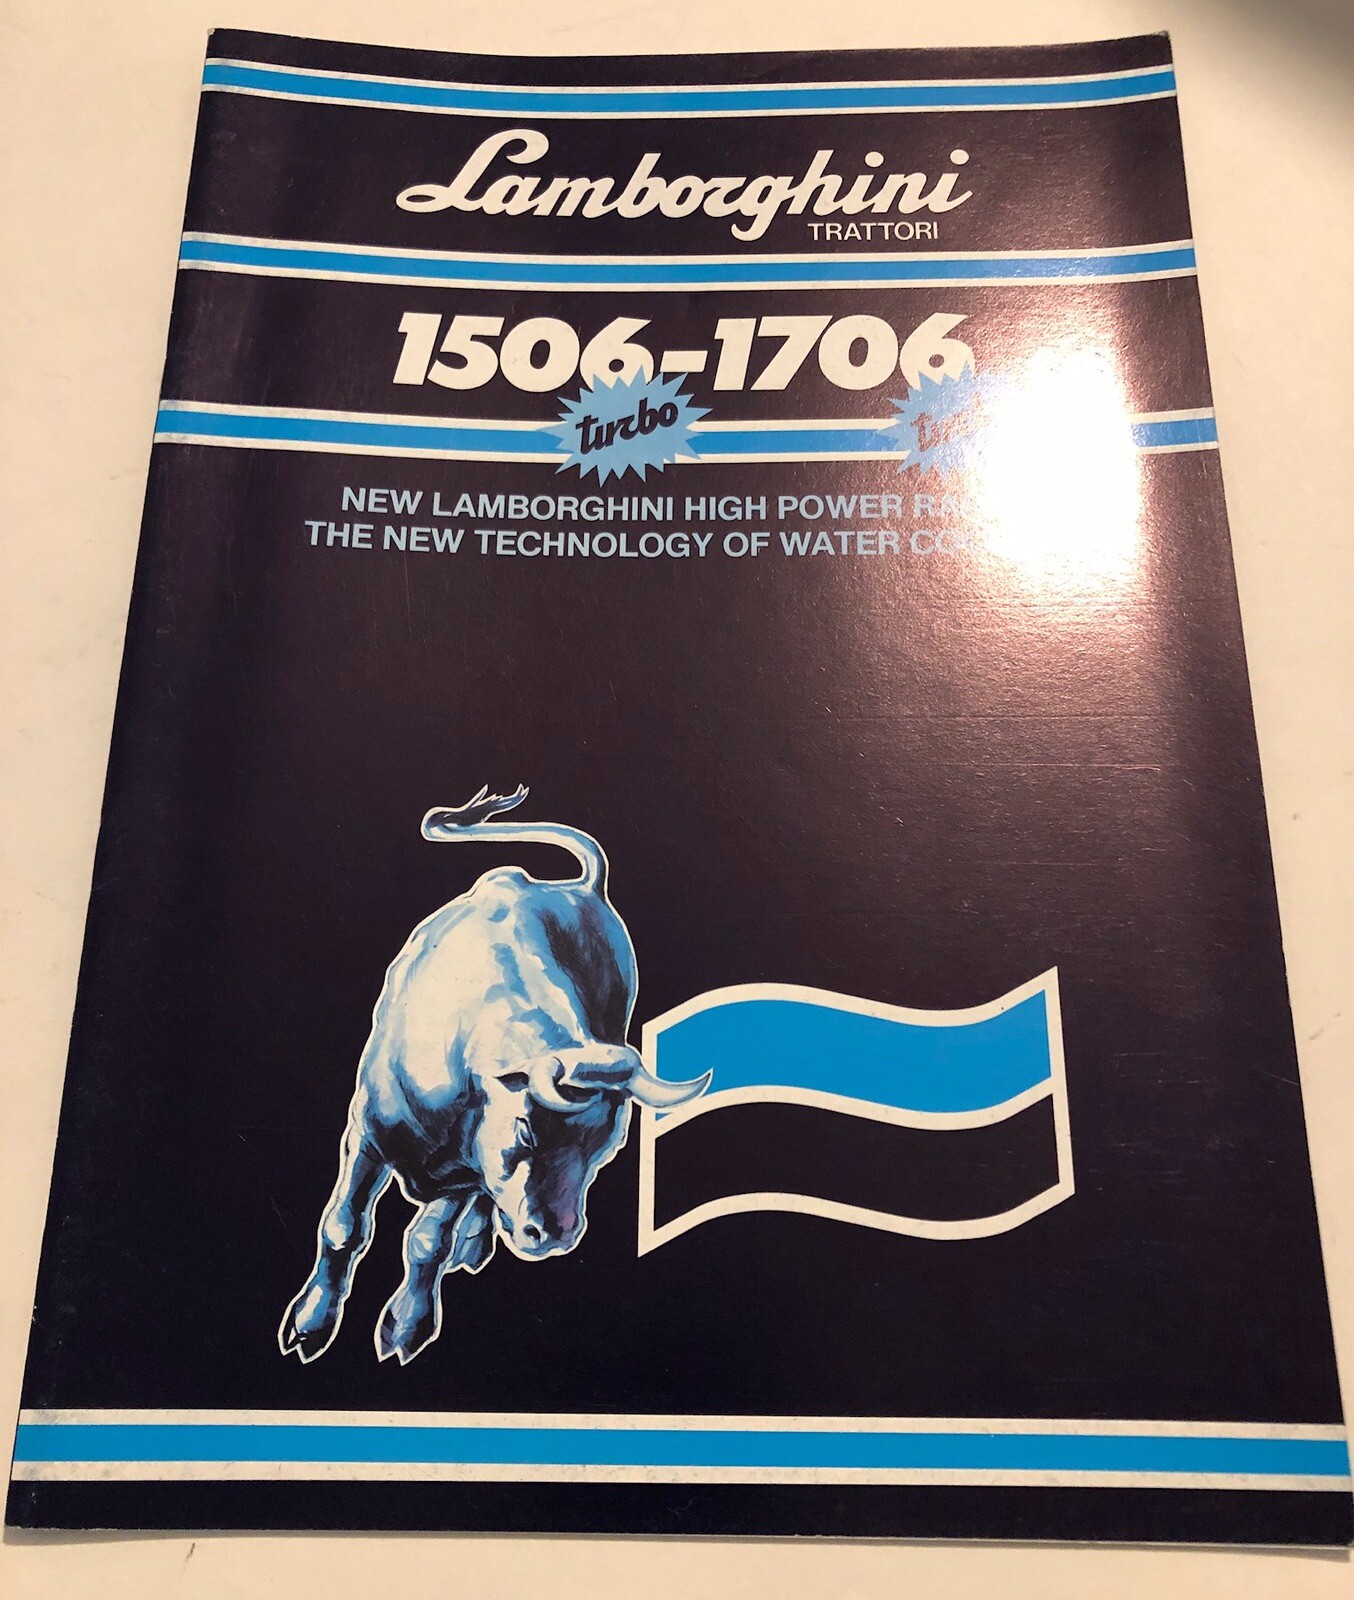 Lamborghini
TRATTORI
1506-1706
turbo
NEW LAMBORGHINI HIGH POWER
THE NEW TECHNOLOGY OF WATER